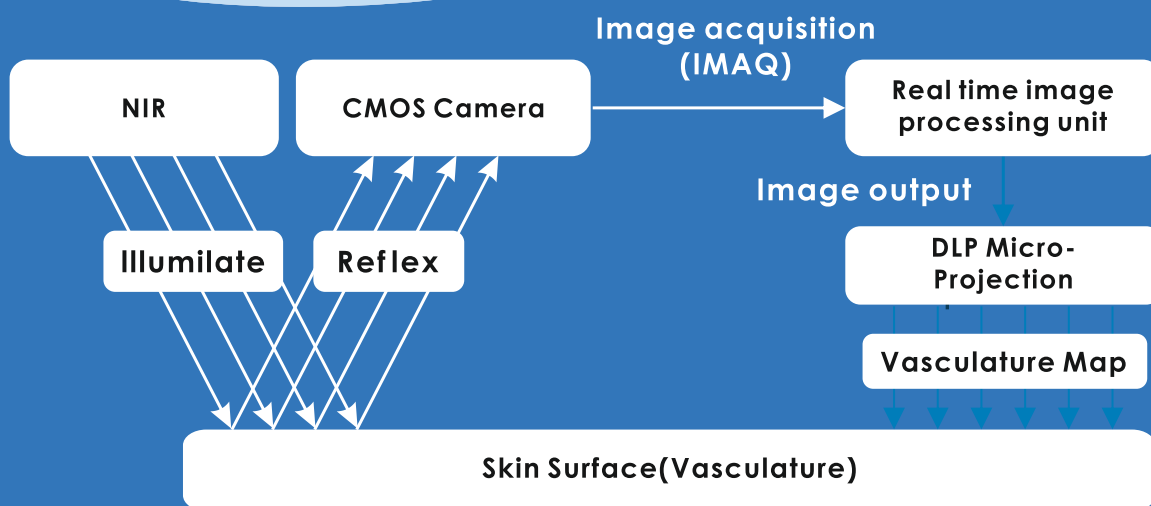 Image acquisition
(IMAQ)
NIR
CMOS Camera
Real time image
processing unit
Image output
Illumilate
Reflex
DLP Micro-
Projection
Vasculature Map
Skin Surface(Vasculature)